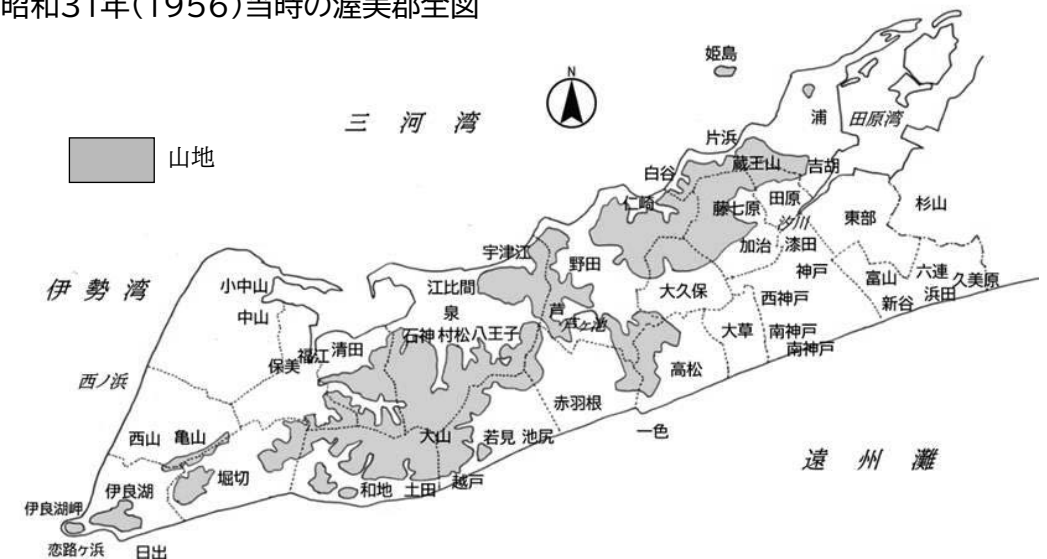 昭和31年(1956)当時の渥美郡全図
N
姫島
三河湾
山地
浦
田原湾
片浜
蔵王山
吉胡
白谷
仁崎
藤七原
田原
汐川
東部
杉山
宇津江
野田
加治
漆田
神戸
伊勢湾
小中山
江比間
大久保
西神戸
富山
六連
久美原
新谷
浜田
中山
泉
芦
芦ヶ池
石神
村松
八王子
大草
南神戸
南神戸
福江
清田
保美
高松
西ノ浜
赤羽根
一色
西山
亀山
大山
若見
池尻
遠州灘
堀切
伊良湖
和地
土田
越戸
伊良湖岬
恋路ヶ浜
日出